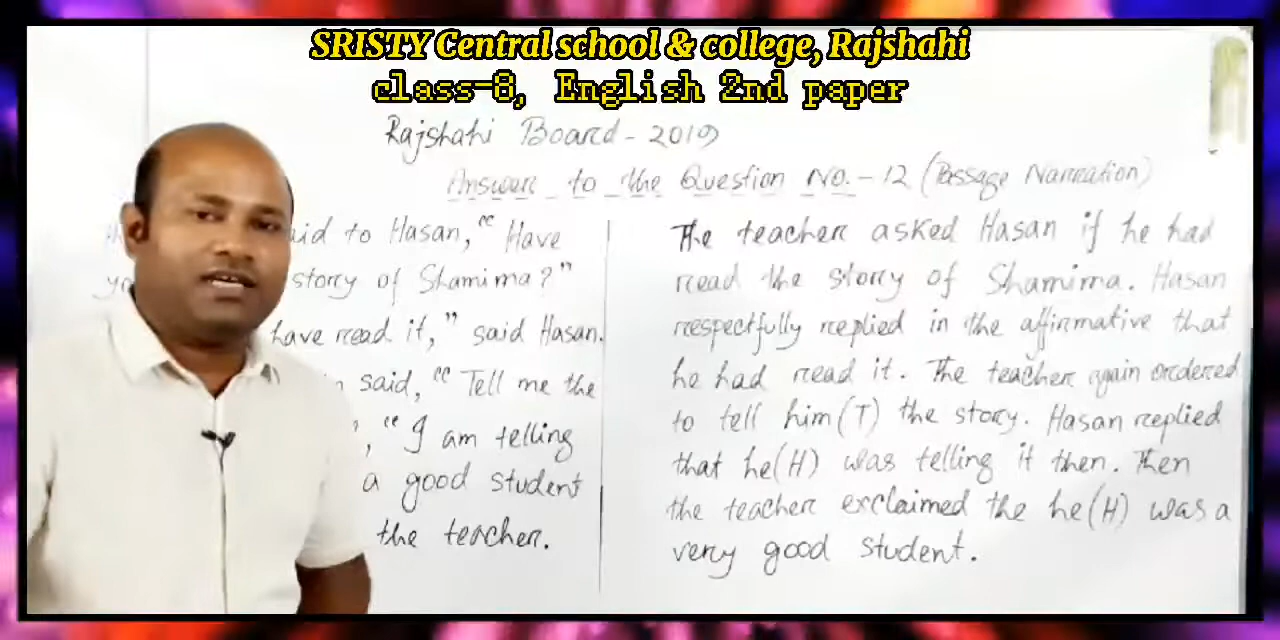 SRISTY Central school & college, Rajshahi
class-8, English 2nd paper
Rajshahi Board - 2019
Answer to the Question No. - 12 (Passage Narration)
said to Hasan, "Have
story of Shamima?"
have read it," said Hasan.
said, "Tell me the
"I am telling
a good student
the teacher.
The teacher asked Hasan if he had
read the story of Shamima. Hasan
respectfully replied in the affirmative that
he had read it. The teacher again ordered
to tell him (T) the story. Hasan replied
that he (H) was telling it then. Then
the teacher exclaimed the he (H) was a
very good student.